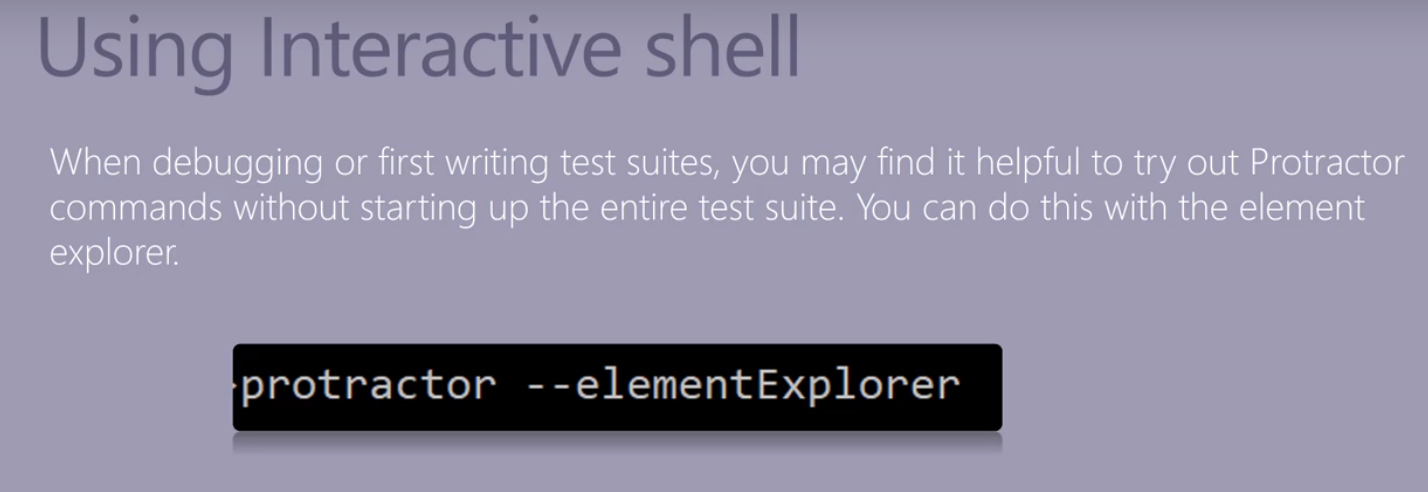 Using Interactive shell
When debugging or first writing test suites, you may find it helpful to try out Protractor
commands without starting up the entire test suite. You can do this with the element
explorer.
protractor --elementExplorer